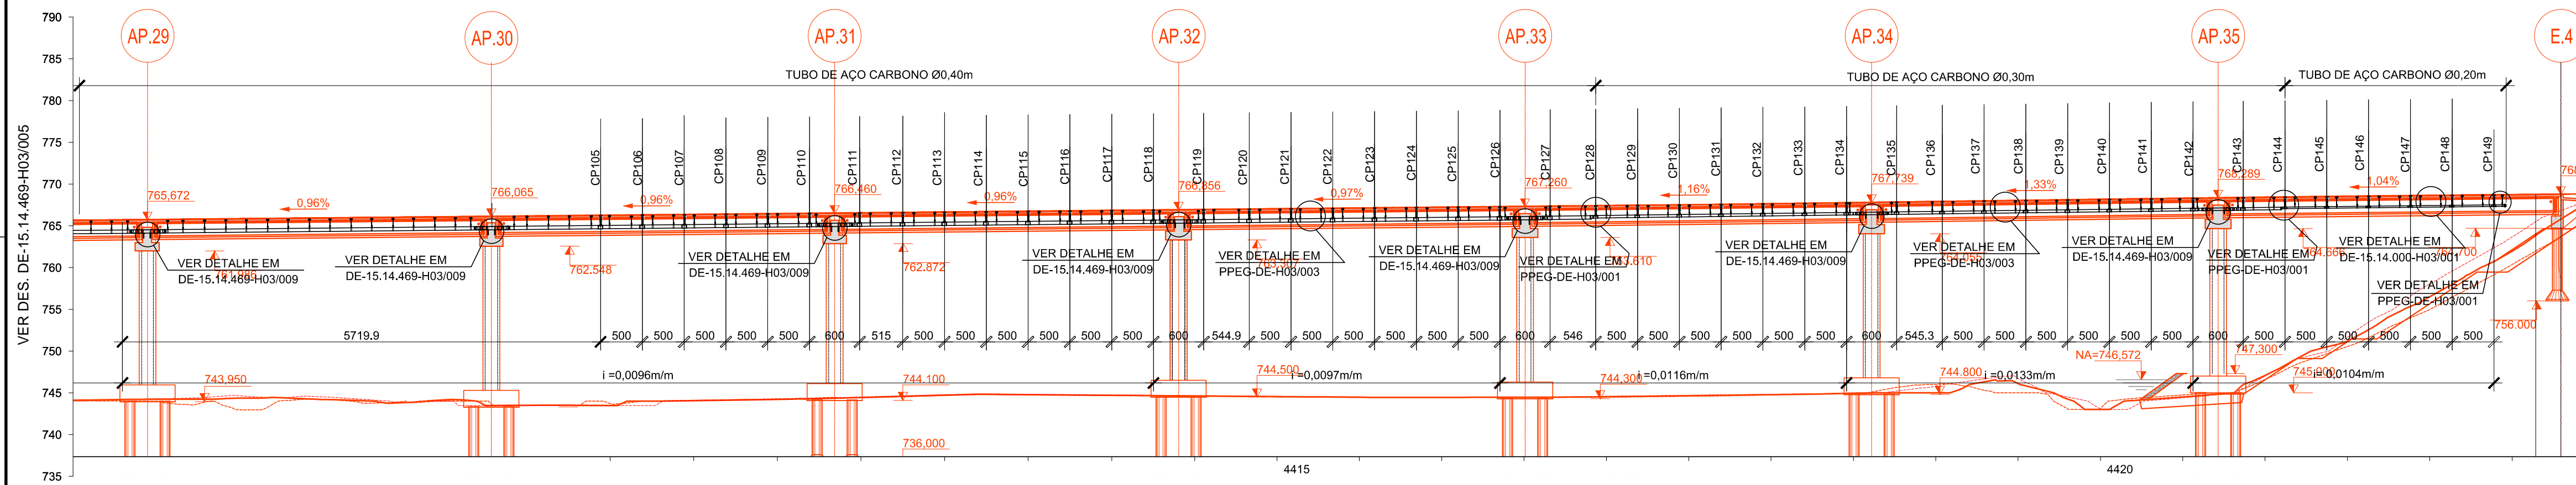 790
785
780
775
770
765
760
755
750
745
740
735
VER DES. DE-15.14.469-H03/005
AP.29
AP.30
AP.31
AP.32
AP.33
AP.34
AP.35
E.4
TUBO DE AÇO CARBONO Ø0,40m
TUBO DE AÇO CARBONO Ø0,30m
TUBO DE AÇO CARBONO Ø0,20m
CP105
CP106
CP107
CP108
CP109
CP110
CP111
CP112
CP113
CP114
CP115
CP116
CP117
CP118
CP119
CP120
CP121
CP122
CP123
CP124
CP125
CP126
CP127
CP128
CP129
CP130
CP131
CP132
CP133
CP134
CP135
CP136
CP137
CP138
CP139
CP140
CP141
CP142
CP143
CP144
CP145
CP146
CP147
CP148
CP149
765,672
766,065
766,460
766,856
767,260
767,739
768,289
768
0,96%
0,96%
0,96%
0,97%
1,16%
1,33%
1,04%
VER DETALHE EM
DE-15.14.469-H03/009
VER DETALHE EM
DE-15.14.469-H03/009
VER DETALHE EM
DE-15.14.469-H03/009
VER DETALHE EM
DE-15.14.469-H03/009
VER DETALHE EM
PPEG-DE-H03/003
VER DETALHE EM
DE-15.14.469-H03/009
VER DETALHE EM
PPEG-DE-H03/001
VER DETALHE EM
DE-15.14.469-H03/009
VER DETALHE EM
PPEG-DE-H03/003
VER DETALHE EM
DE-15.14.469-H03/009
VER DETALHE EM
PPEG-DE-H03/001
VER DETALHE EM
DE-15.14.000-H03/001
VER DETALHE EM
PPEG-DE-H03/001
762.548
762.872
763.307
763.610
764.055
764.666
756.000
5719.9
500 500 500 500 500 600 515 500 500 500 500 500 500 600 544.9 500 500 500 500 500 500 600 546 500 500 500 500 500 500 600 545.3 500 500 500 500 500 500 600 500 500 500 500 500 500
NA=746,572
747,300
i =0,0096m/m
i =0,0097m/m
i =0,0116m/m
i =0,0133m/m
i=0,0104m/m
743,950
744.100
744,500
744,300
744.800
745,000
736,000
4415
4420